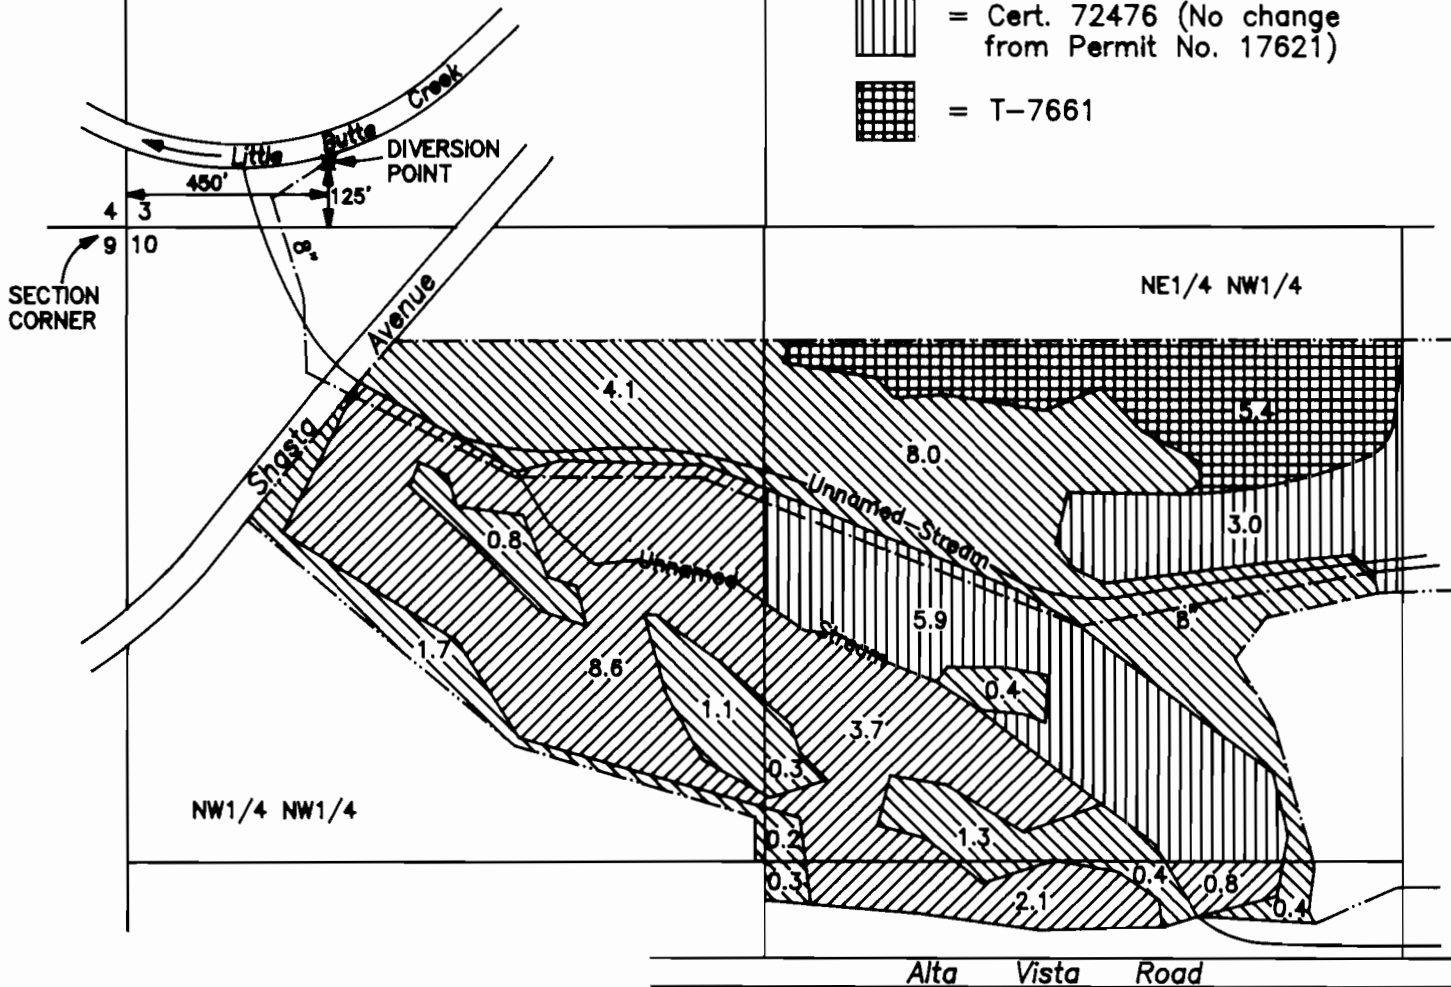 = Cert. 72476 (No change
from Permit No. 17621)
= T-7661
Little Butte Creek
DIVERSION
POINT
450'
125'
4 3
9 10
8"
SECTION
CORNER
NE1/4 NW1/4
Shasta Avenue
4.1
5.4
8.0
Unnamed Stream
3.0
0.8
Unnamed Stream
5.9
8"
1.7
8.6
0.4
1.1
3.7
0.3
NW1/4 NW1/4
0.2
1.3
0.3
0.4
0.8
2.1
0.4
Alta Vista Road